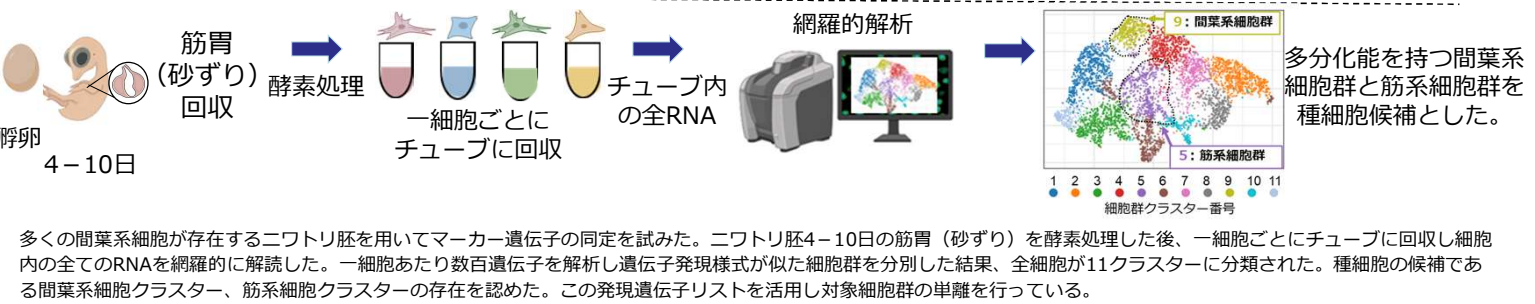 筋胃
（砂ずり）
回収
孵卵
4－10日
酵素処理
一細胞ごとに
チューブに回収
チューブ内
の全RNA
網羅的解析
9：間葉系細胞群
5：筋系細胞群
1 2 3 4 5 6 7 8 9 10 11
細胞群クラスター番号
多分化能を持つ間葉系
細胞群と筋系細胞群を
種細胞候補とした。
多くの間葉系細胞が存在するニワトリ胚を用いてマーカー遺伝子の同定を試みた。ニワトリ胚4－10日の筋胃（砂ずり）を酵素処理した後、一細胞ごとにチューブに回収し細胞
内の全てのRNAを網羅的に解読した。一細胞あたり数百遺伝子を解析し遺伝子発現様式が似た細胞群を分別した結果、全細胞が11クラスターに分類された。種細胞の候補であ
る間葉系細胞クラスター、筋系細胞クラスターの存在を認めた。この発現遺伝子リストを活用し対象細胞群の単離を行っている。